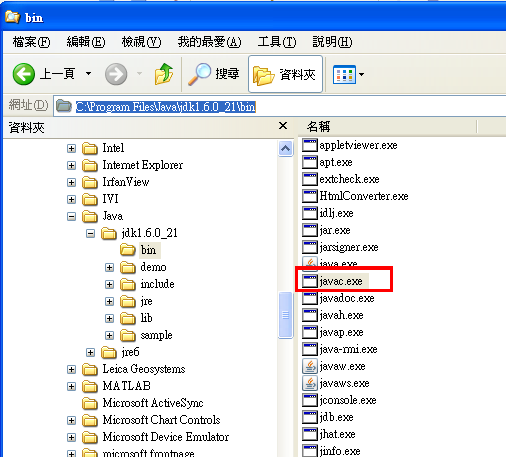 bin
檔案(F) 編輯(E) 檢視(V) 我的最愛(A) 工具(T) 說明(H)
上一頁 搜尋 資料夾
網址(D) C:\Program Files\Java\jdk1.6.0_21\bin
資料夾
Intel
Internet Explorer
IrfanView
IVI
Java
jdk1.6.0_21
bin
demo
include
jre
lib
sample
jre6
Leica Geosystems
MATLAB
Microsoft ActiveSync
Microsoft Chart Controls
Microsoft Device Emulator
microsoft frontpage
名稱
appletviewer.exe
apt.exe
extcheck.exe
HtmlConverter.exe
idlj.exe
jar.exe
jarsigner.exe
java.exe
javac.exe
javadoc.exe
javah.exe
javap.exe
java-rmi.exe
javaw.exe
javaws.exe
jconsole.exe
jdb.exe
jhat.exe
jinfo.exe